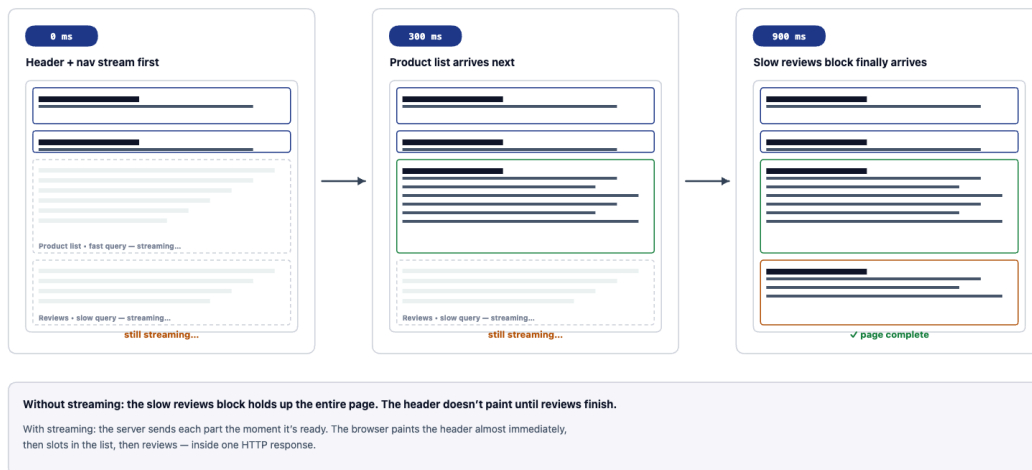 0 ms
Header + nav stream first
Product list • fast query — streaming...
Reviews • slow query — streaming...
still streaming...
300 ms
Product list arrives next
Reviews • slow query — streaming...
still streaming...
900 ms
Slow reviews block finally arrives
✓ page complete
Without streaming: the slow reviews block holds up the entire page. The header doesn’t paint until reviews finish.
With streaming: the server sends each part the moment it’s ready. The browser paints the header almost immediately,
then slots in the list, then reviews — inside one HTTP response.